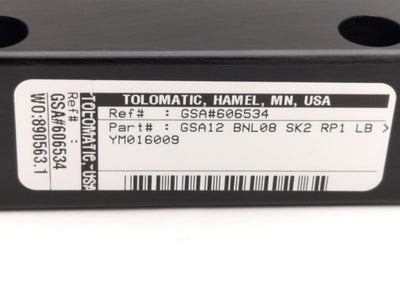 TOLOMATIC, HAMEL, MN, USA
Ref#  : GSA#606534
Part# : GSA12 BNL08 SK2 RP1 LB >
YM016009
TOLOMATIC-USA
Ref# :
GSA#606534
WO:890563.1